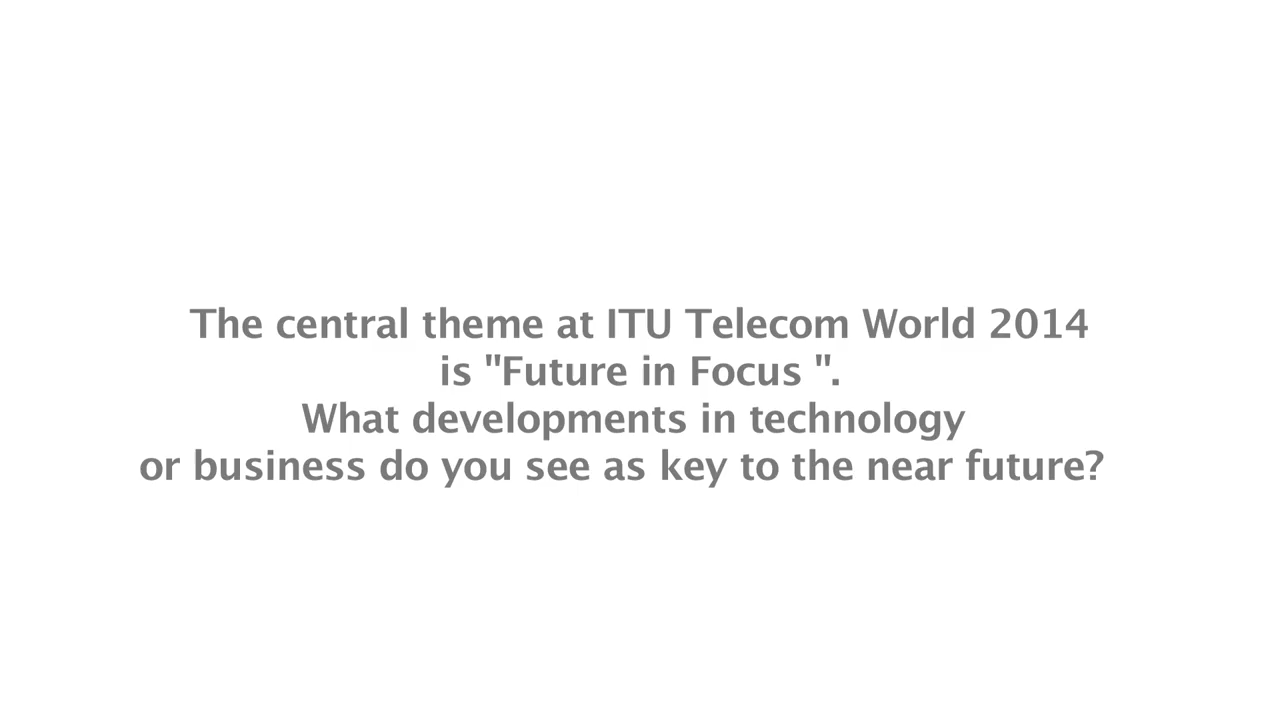 The central theme at ITU Telecom World 2014
is "Future in Focus ".
What developments in technology
or business do you see as key to the near future?